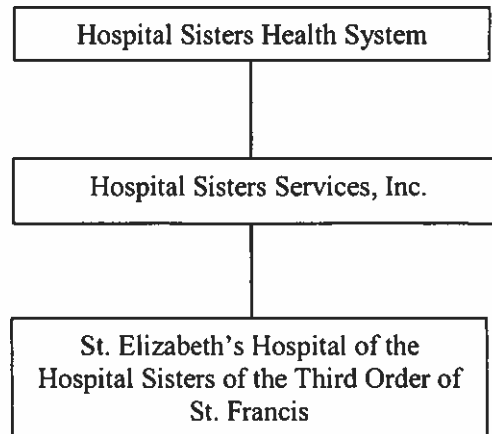 Hospital Sisters Health System
Hospital Sisters Services, Inc.
St. Elizabeth's Hospital of the
Hospital Sisters of the Third Order of
St. Francis